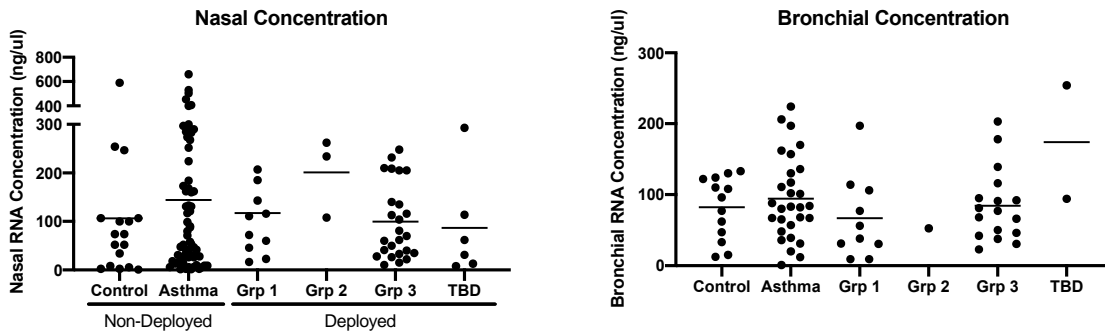 Nasal Concentration
Nasal RNA Concentration (ng/ul)
800
600
400
300
200
100
0
Control Asthma Grp 1 Grp 2 Grp 3 TBD
Non-Deployed Deployed
Bronchial Concentration
Bronchial RNA Concentration (ng/ul)
300
200
100
0
Control Asthma Grp 1 Grp 2 Grp 3 TBD